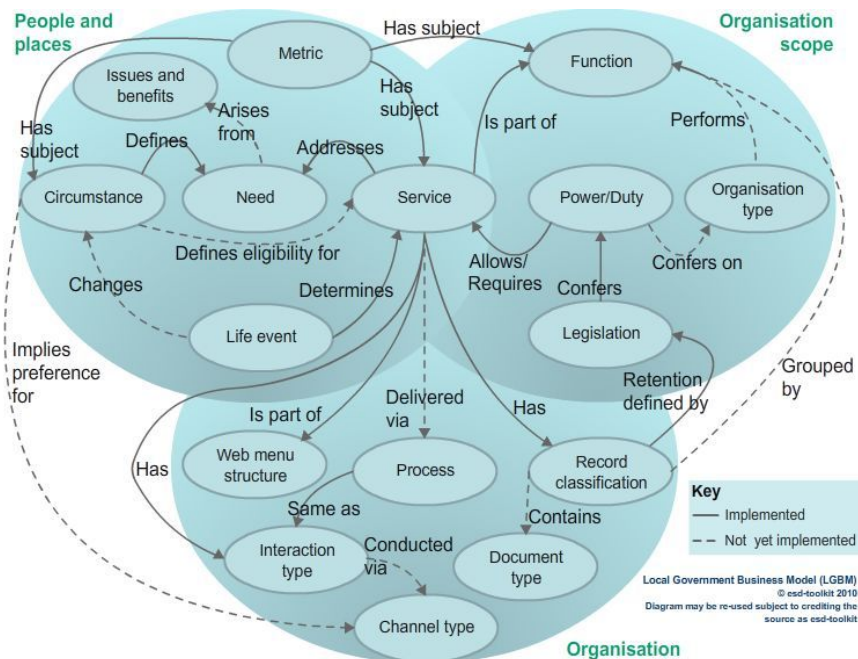 People and
places
Organisation
scope
Metric
Has subject
Function
Issues and
benefits
Has
subject
Arises
from
Has
subject
Defines
Addresses
Is part of
Performs
Circumstance
Need
Service
Power/Duty
Organisation
type
Defines eligibility for
Allows/
Requires
Confers on
Changes
Determines
Confers
Life event
Legislation
Implies
preference
for
Retention
defined by
Grouped
by
Is part of
Delivered
via
Has
Has
Web menu
structure
Process
Record
classification
Key
Implemented
Not yet implemented
Same as
Contains
Interaction
type
Conducted
via
Document
type
Channel type
Local Government Business Model (LGBM)
© esd-toolkit 2010
Diagram may be re-used subject to crediting the
source as esd-toolkit
Organisation